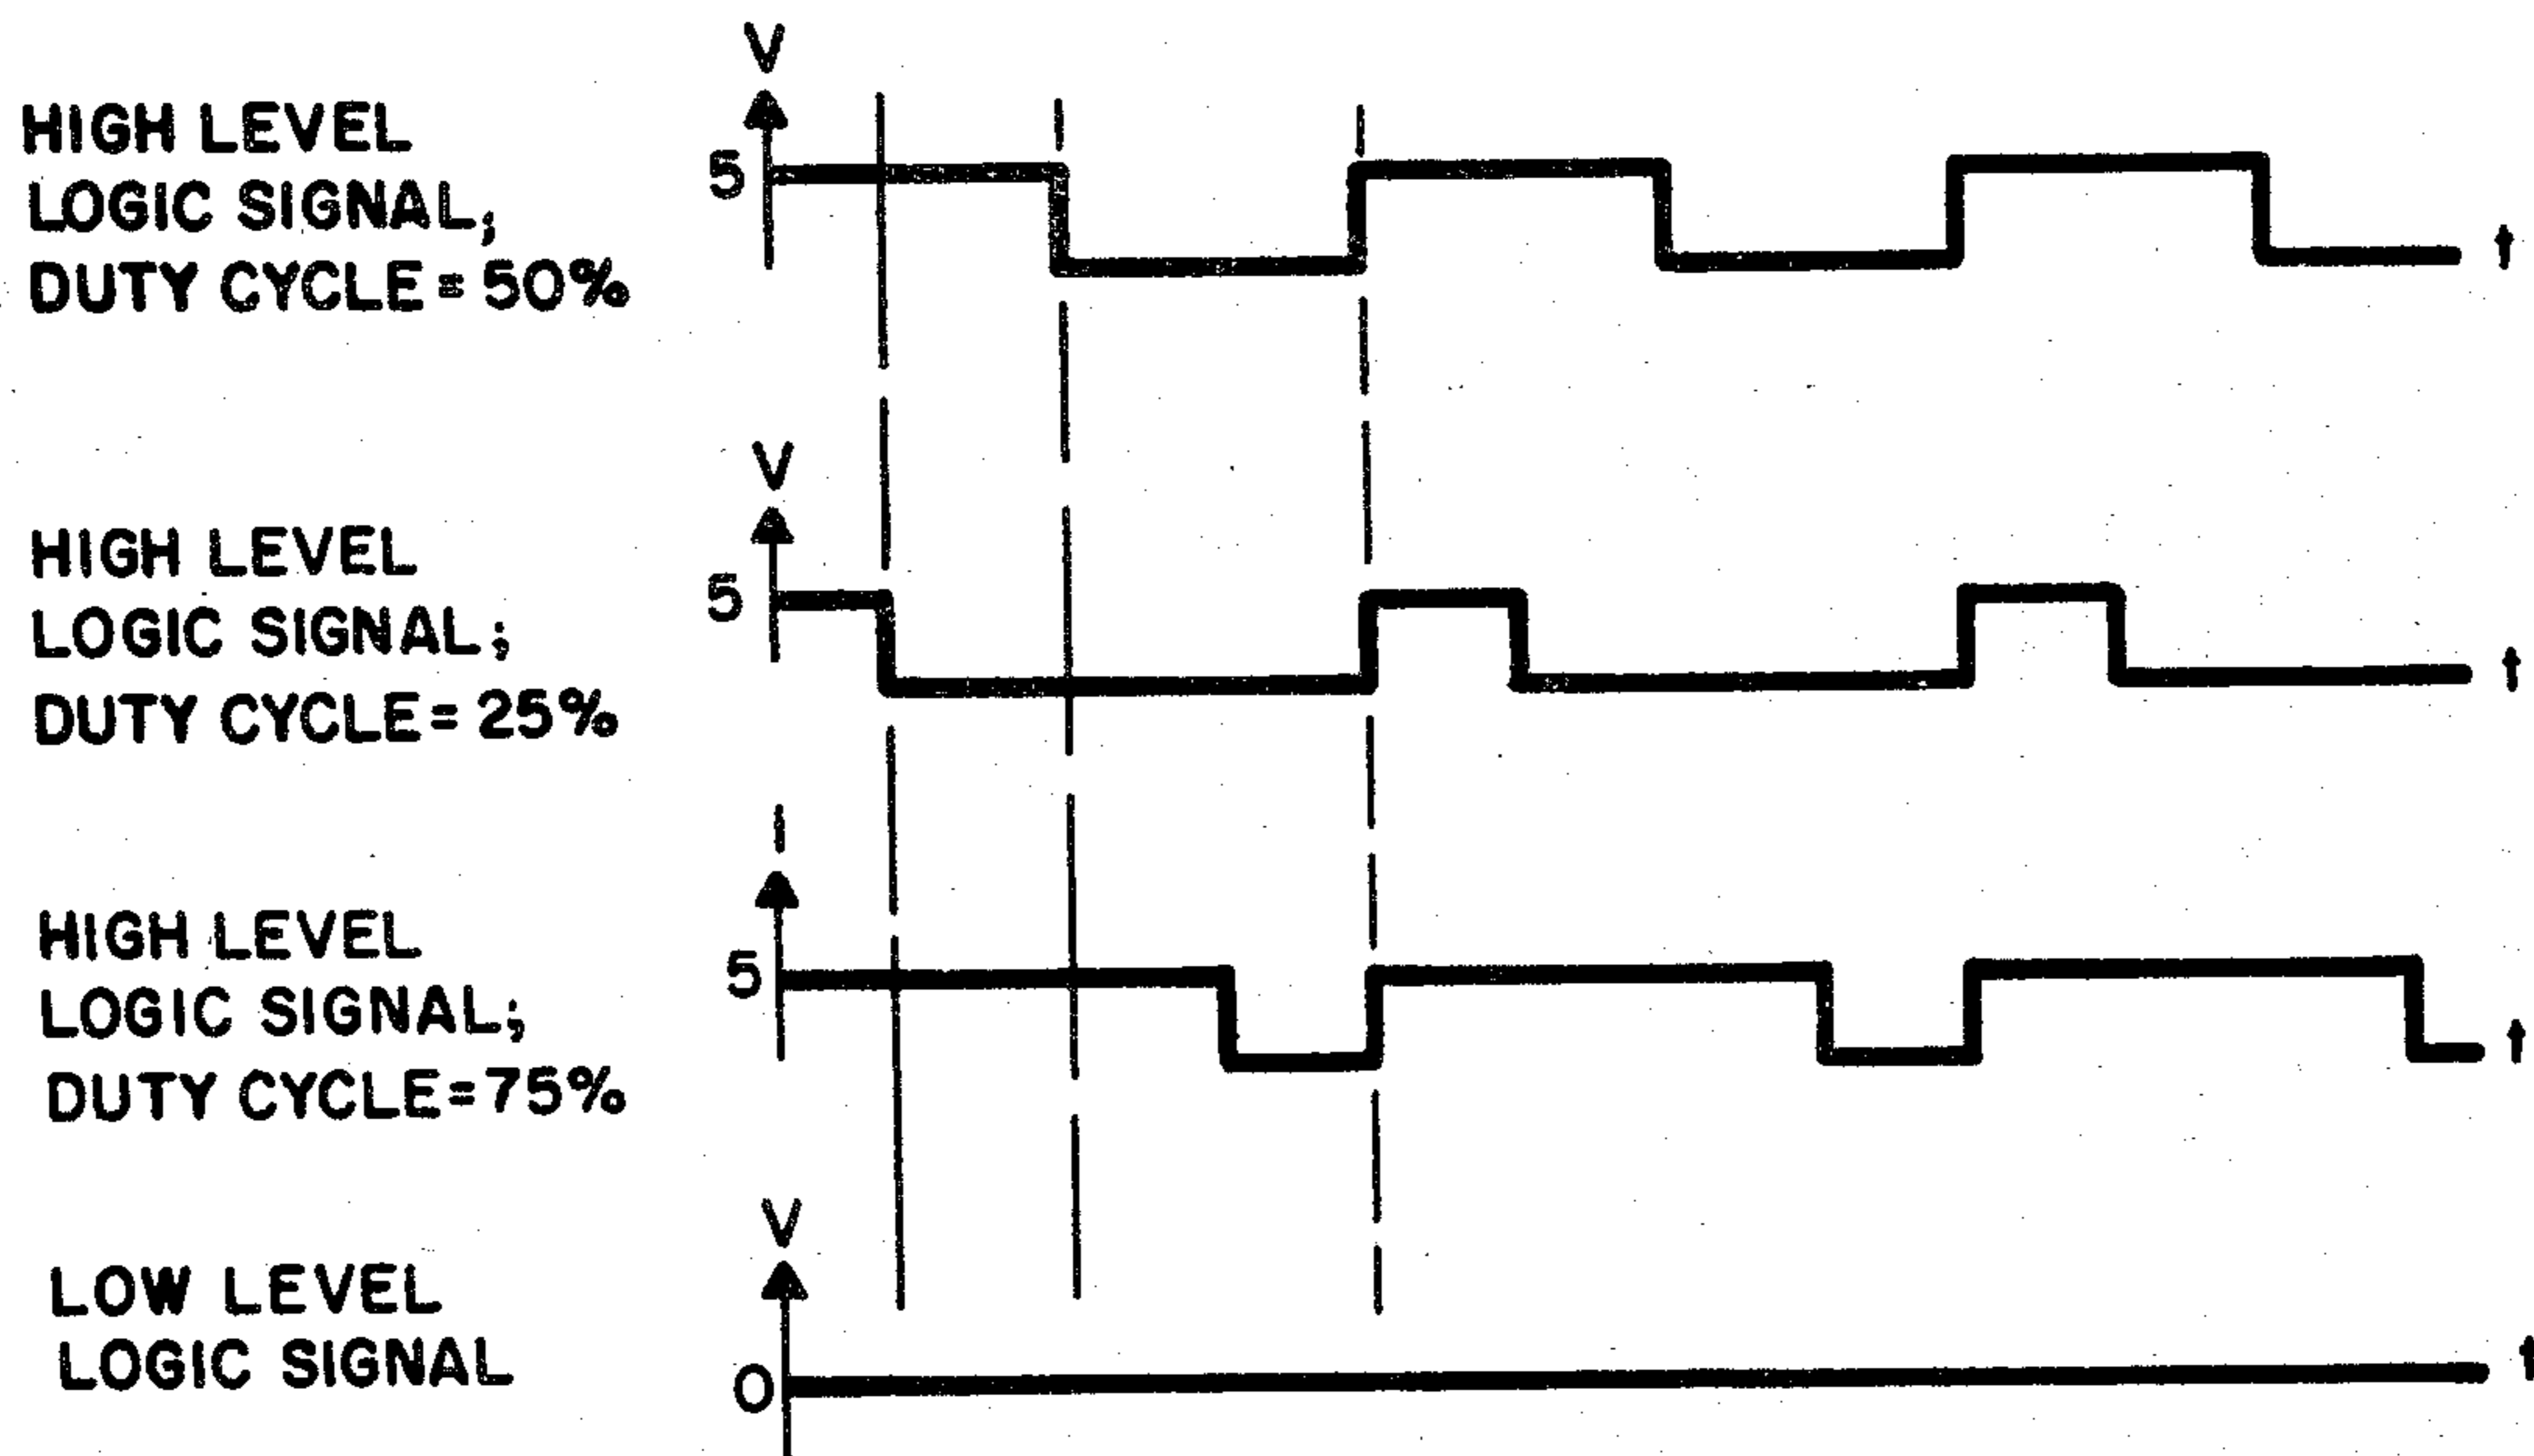 V
HIGH LEVEL
LOGIC SIGNAL;
DUTY CYCLE = 50%
5
t
V
HIGH LEVEL
LOGIC SIGNAL;
DUTY CYCLE = 25%
5
t
HIGH LEVEL
LOGIC SIGNAL;
DUTY CYCLE = 75%
5
t
V
LOW LEVEL
LOGIC SIGNAL
0
t